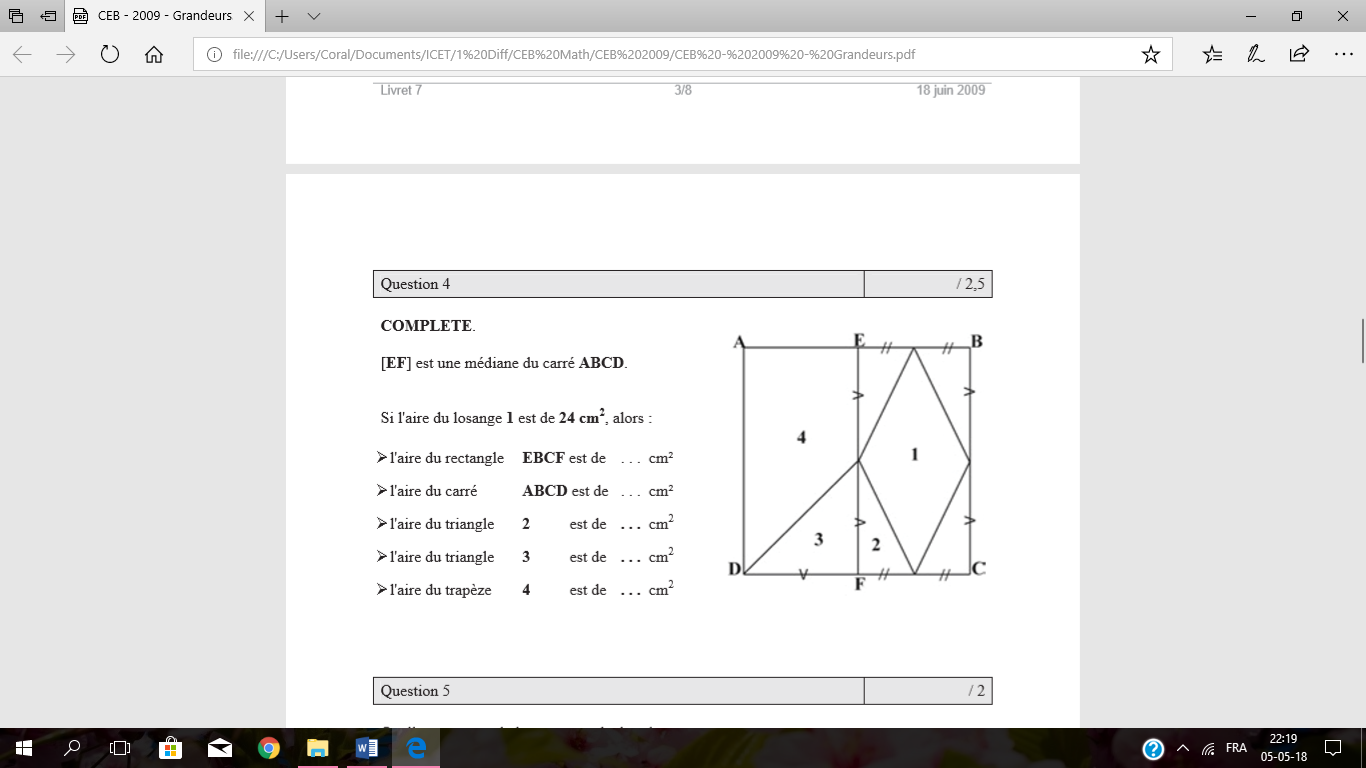 CEB - 2009 - Grandeurs
file:///C:/Users/Coral/Documents/ICET/1%20Diff/CEB%20Math/CEB%202009/CEB%20-%202009%20-%20Grandeurs.pdf
Livret 7 3/8 18 juin 2009
Question 4 / 2,5
COMPLETE.
[EF] est une médiane du carré ABCD.
Si l'aire du losange 1 est de 24 cm², alors :
➢ l'aire du rectangle EBCF est de . . . cm²
➢ l'aire du carré ABCD est de . . . cm²
➢ l'aire du triangle 2 est de . . . cm²
➢ l'aire du triangle 3 est de . . . cm²
➢ l'aire du trapèze 4 est de . . . cm²
A E B
4 1
3 2
D F C
Question 5 / 2
FRA
22:19
05-05-18